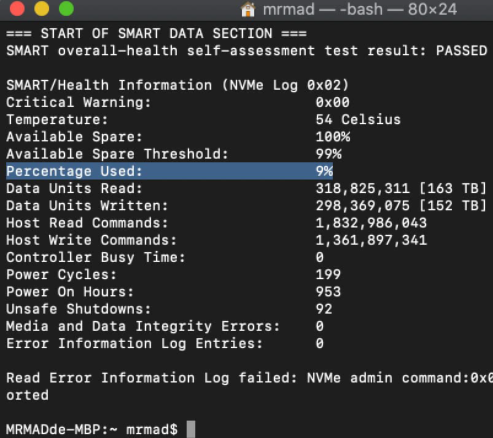 mrmad — -bash — 80×24
=== START OF SMART DATA SECTION ===
SMART overall-health self-assessment test result: PASSED
SMART/Health Information (NVMe Log 0x02)
Critical Warning: 0x00
Temperature: 54 Celsius
Available Spare: 100%
Available Spare Threshold: 99%
Percentage Used: 9%
Data Units Read: 318,825,311 [163 TB]
Data Units Written: 298,369,075 [152 TB]
Host Read Commands: 1,832,986,043
Host Write Commands: 1,361,897,341
Controller Busy Time: 0
Power Cycles: 199
Power On Hours: 953
Unsafe Shutdowns: 92
Media and Data Integrity Errors: 0
Error Information Log Entries: 0
Read Error Information Log failed: NVMe admin command:0x0
orted
MRMADde-MBP:~ mrmad$